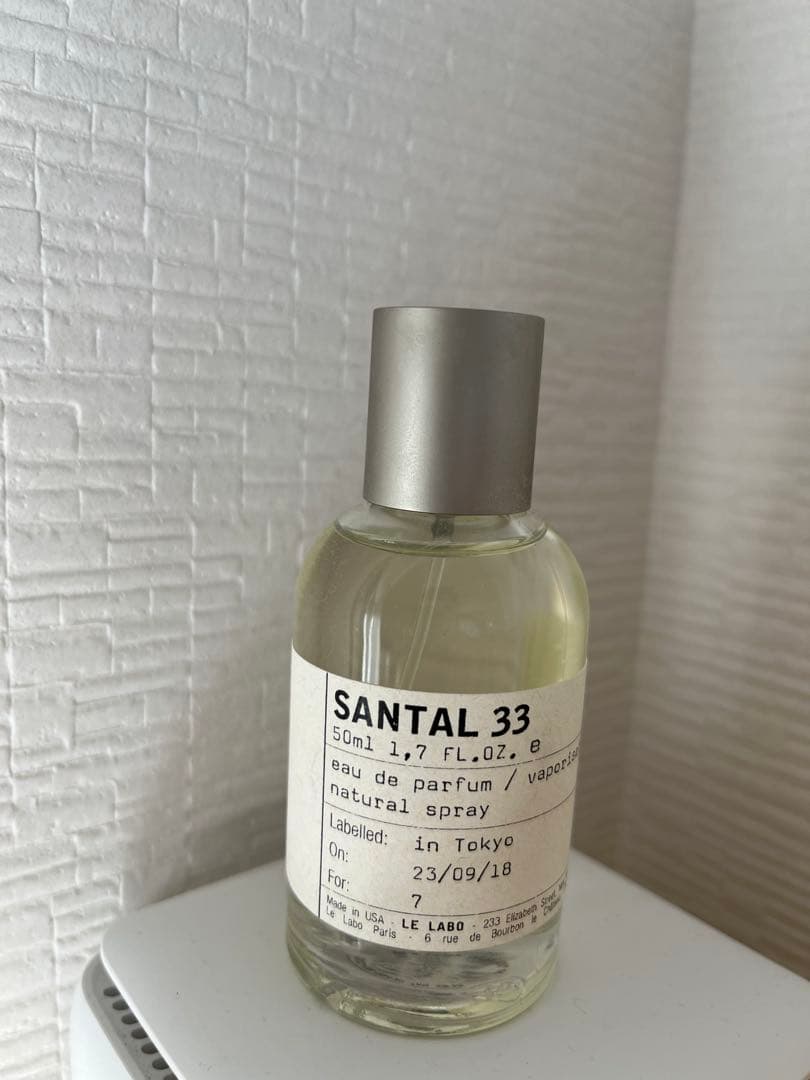 SANTAL 33
50ml 1,7 FL.OZ. e
eau de parfum /
natural spray
Labelled: in Tokyo
On: 23/09/18
For: 7
Made in USA - LE LABO - 233 Elizabeth Street,
Le Labo Paris - 6 rue de Bourbon le